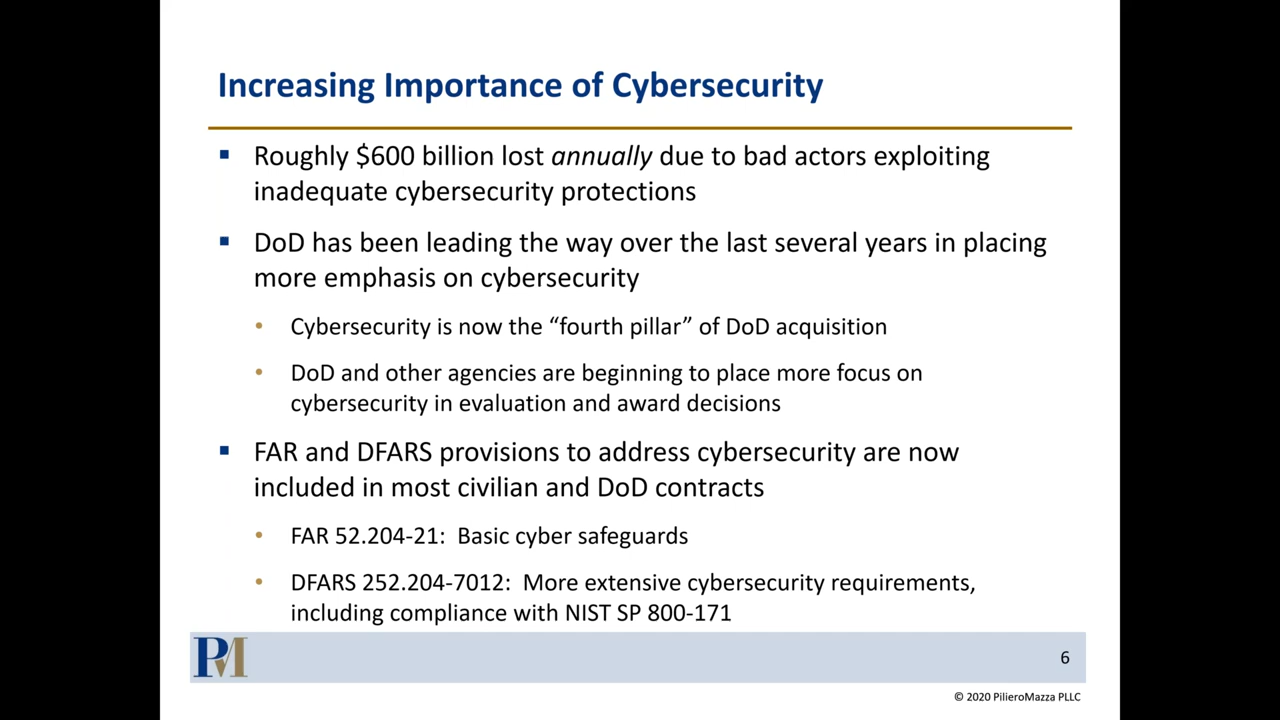 Increasing Importance of Cybersecurity
▪ Roughly $600 billion lost annually due to bad actors exploiting
inadequate cybersecurity protections
▪ DoD has been leading the way over the last several years in placing
more emphasis on cybersecurity
• Cybersecurity is now the “fourth pillar” of DoD acquisition
• DoD and other agencies are beginning to place more focus on
cybersecurity in evaluation and award decisions
▪ FAR and DFARS provisions to address cybersecurity are now
included in most civilian and DoD contracts
• FAR 52.204-21:  Basic cyber safeguards
• DFARS 252.204-7012:  More extensive cybersecurity requirements,
including compliance with NIST SP 800-171
PM
6
© 2020 PilieroMazza PLLC